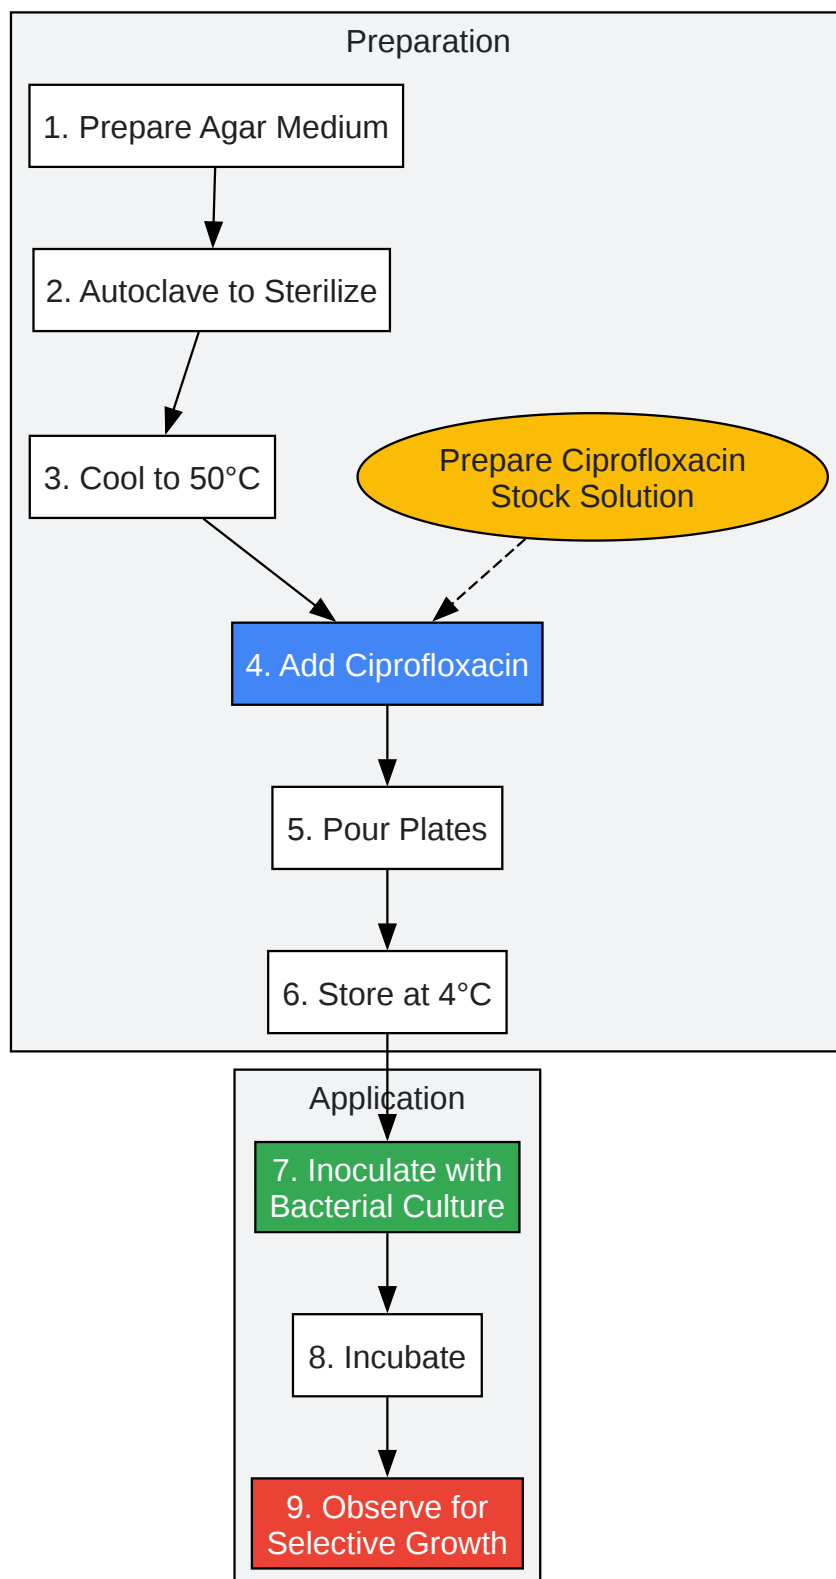 Preparation
1. Prepare Agar Medium
2. Autoclave to Sterilize
3. Cool to 50°C
Prepare Ciprofloxacin
Stock Solution
4. Add Ciprofloxacin
5. Pour Plates
6. Store at 4°C
Application
7. Inoculate with
Bacterial Culture
8. Incubate
9. Observe for
Selective Growth